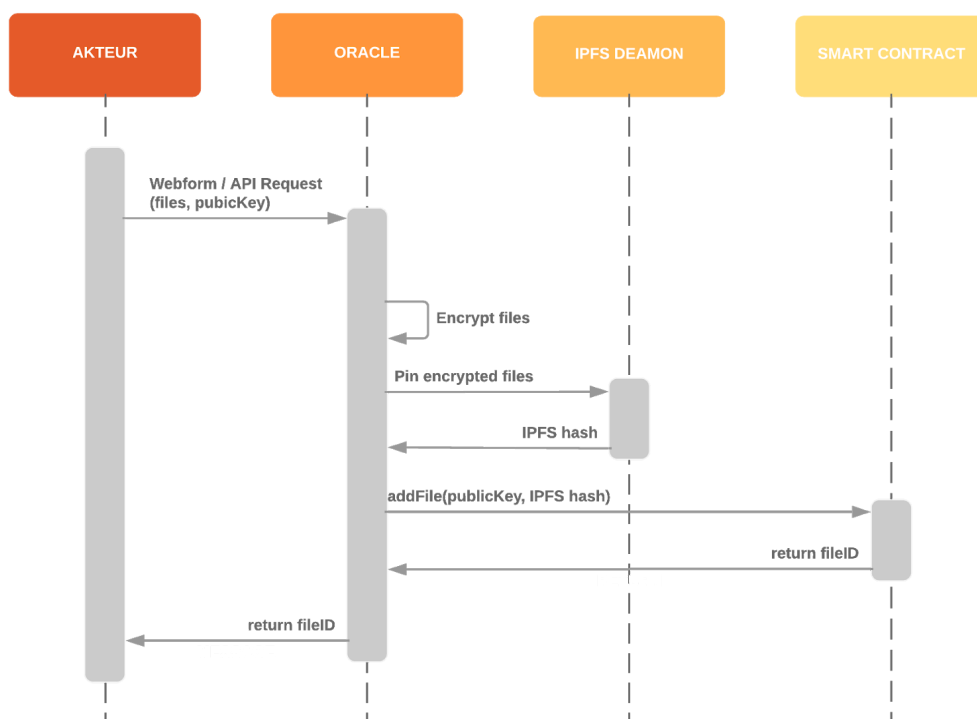 AKTEUR
ORACLE
IPFS DEAMON
SMART CONTRACT
Webform / API Request
(files, pubicKey)
Encrypt files
Pin encrypted files
IPFS hash
addFile(publicKey, IPFS hash)
return fileID
return fileID